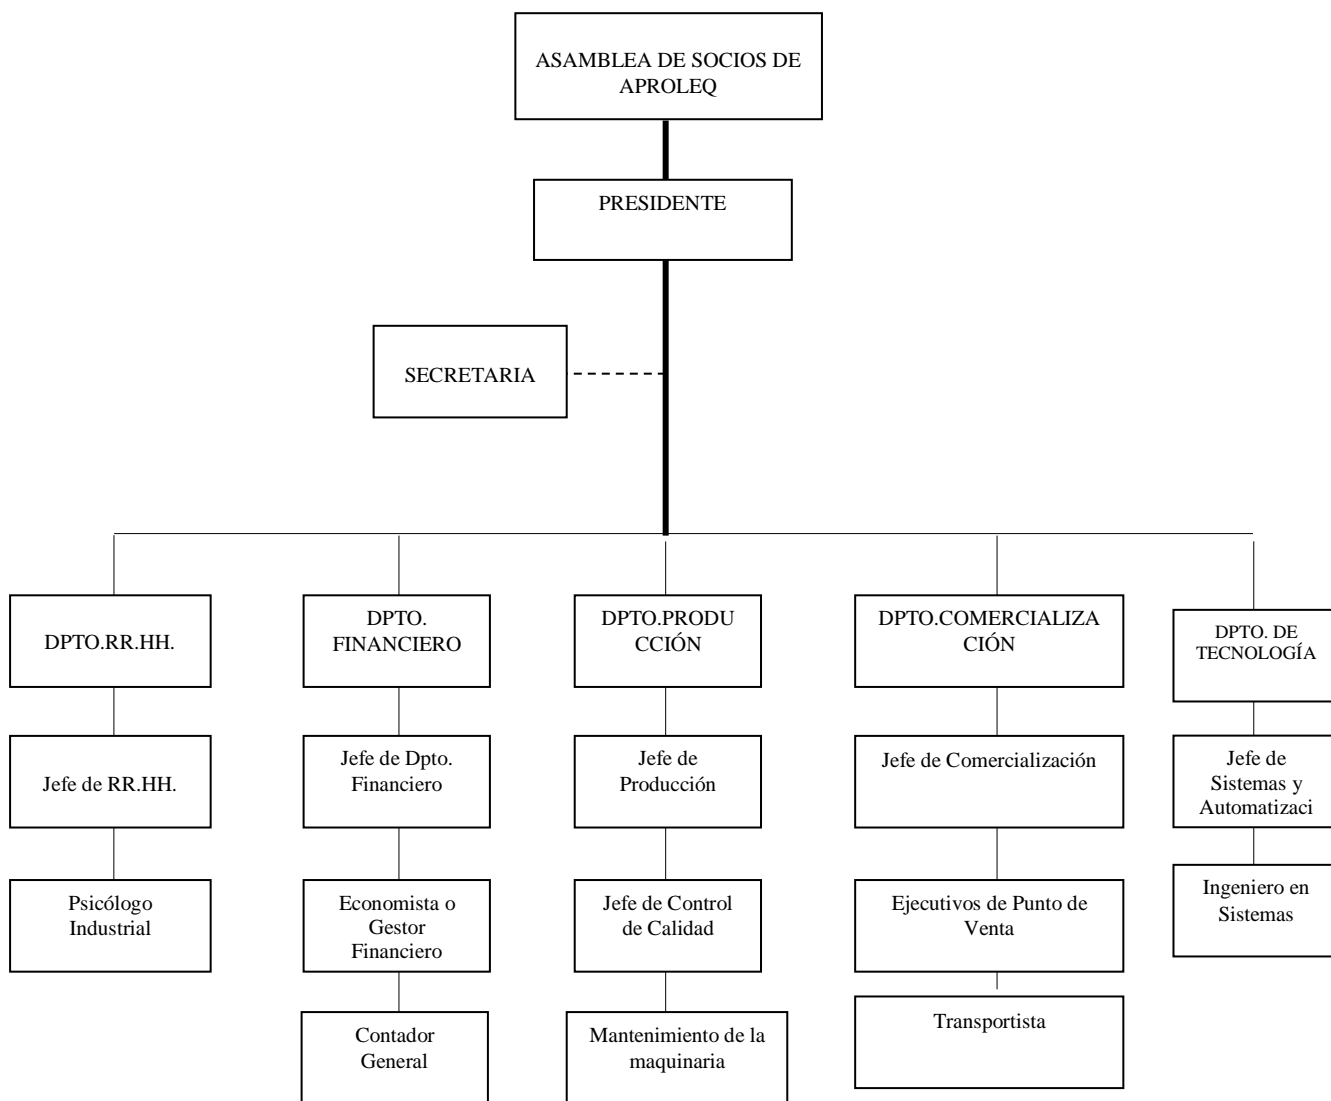 ASAMBLEA DE SOCIOS DE
APROLEQ
PRESIDENTE
SECRETARIA
DPTO.RR.HH.
DPTO.
FINANCIERO
DPTO.PRODU
CCIÓN
DPTO.COMERCIALIZA
CIÓN
DPTO. DE
TECNOLOGÍA
Jefe de RR.HH.
Jefe de Dpto.
Financiero
Jefe de
Producción
Jefe de Comercialización
Jefe de
Sistemas y
Automatizaci
Psicólogo
Industrial
Economista o
Gestor
Financiero
Jefe de Control
de Calidad
Ejecutivos de Punto de
Venta
Ingeniero en
Sistemas
Contador
General
Mantenimiento de la
maquinaria
Transportista